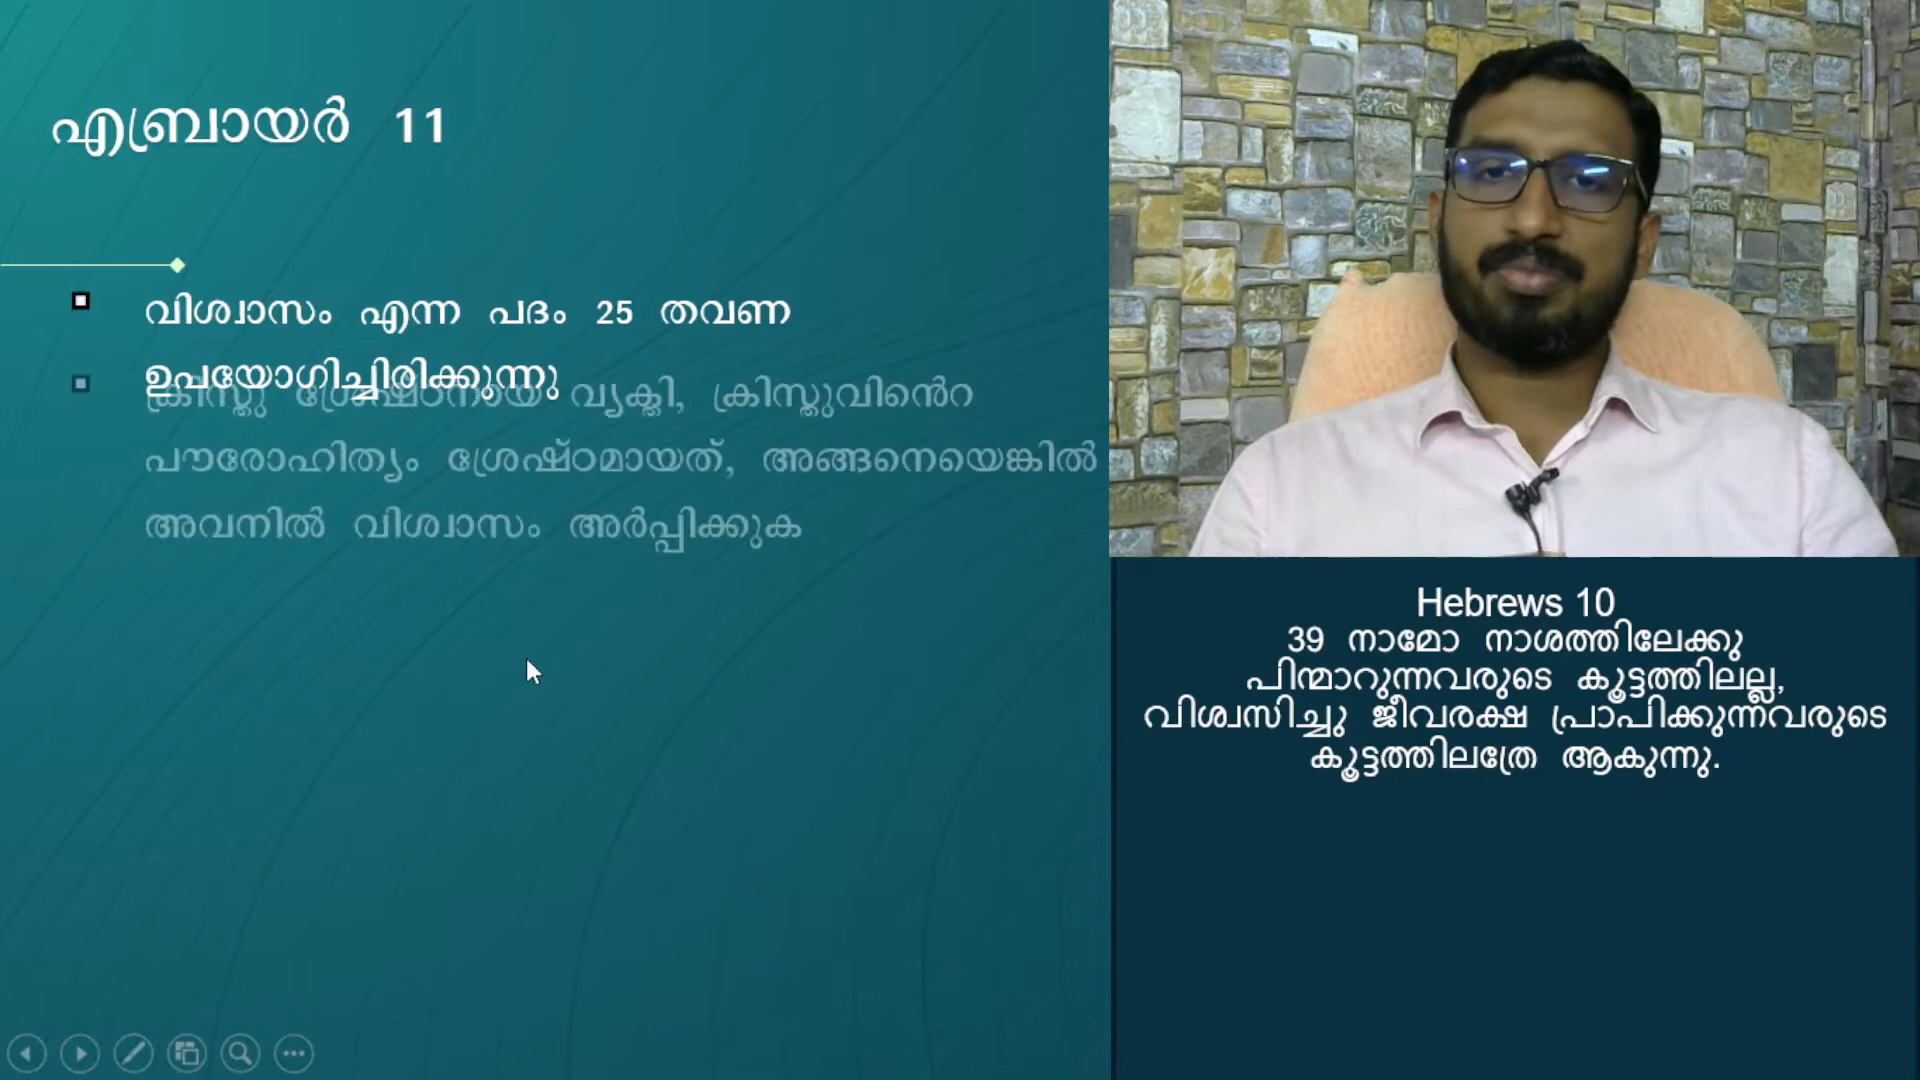 എബ്രായർ 11
വിശ്വാസം എന്ന പദം 25 തവണ
ഉപയോഗിച്ചിരിക്കുന്നു
ക്രിസ്തു ശ്രേഷ്ഠനായ വ്യക്തി, ക്രിസ്തുവിൻെറ
പൗരോഹിത്യം ശ്രേഷ്ഠമായത്, അങ്ങനെയെങ്കിൽ
അവനിൽ വിശ്വാസം അർപ്പിക്കുക
Hebrews 10
39 നാമോ നാശത്തിലേക്കു
പിന്മാറുന്നവരുടെ കൂട്ടത്തിലല്ല,
വിശ്വസിച്ചു ജീവരക്ഷ പ്രാപിക്കുന്നവരുടെ
കൂട്ടത്തിലത്രേ ആകുന്നു.